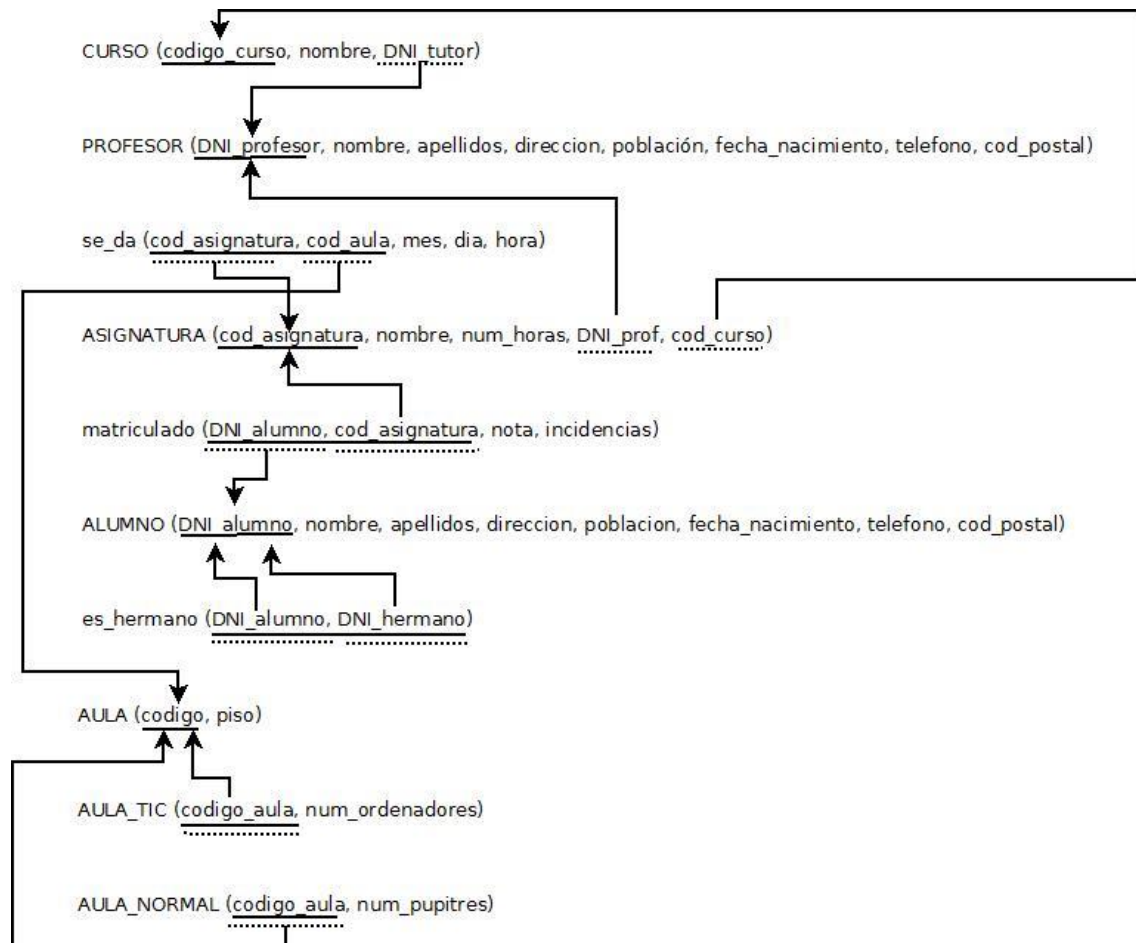 CURSO (codigo_curso, nombre, DNI_tutor)
PROFESOR (DNI_profesor, nombre, apellidos, direccion, población, fecha_nacimiento, telefono, cod_postal)
se_da (cod_asignatura, cod_aula, mes, dia, hora)
ASIGNATURA (cod_asignatura, nombre, num_horas, DNI_prof, cod_curso)
matriculado (DNI_alumno, cod_asignatura, nota, incidencias)
ALUMNO (DNI_alumno, nombre, apellidos, direccion, poblacion, fecha_nacimiento, telefono, cod_postal)
es_hermano (DNI_alumno, DNI_hermano)
AULA (codigo, piso)
AULA_TIC (codigo_aula, num_ordenadores)
AULA_NORMAL (codigo_aula, num_pupitres)